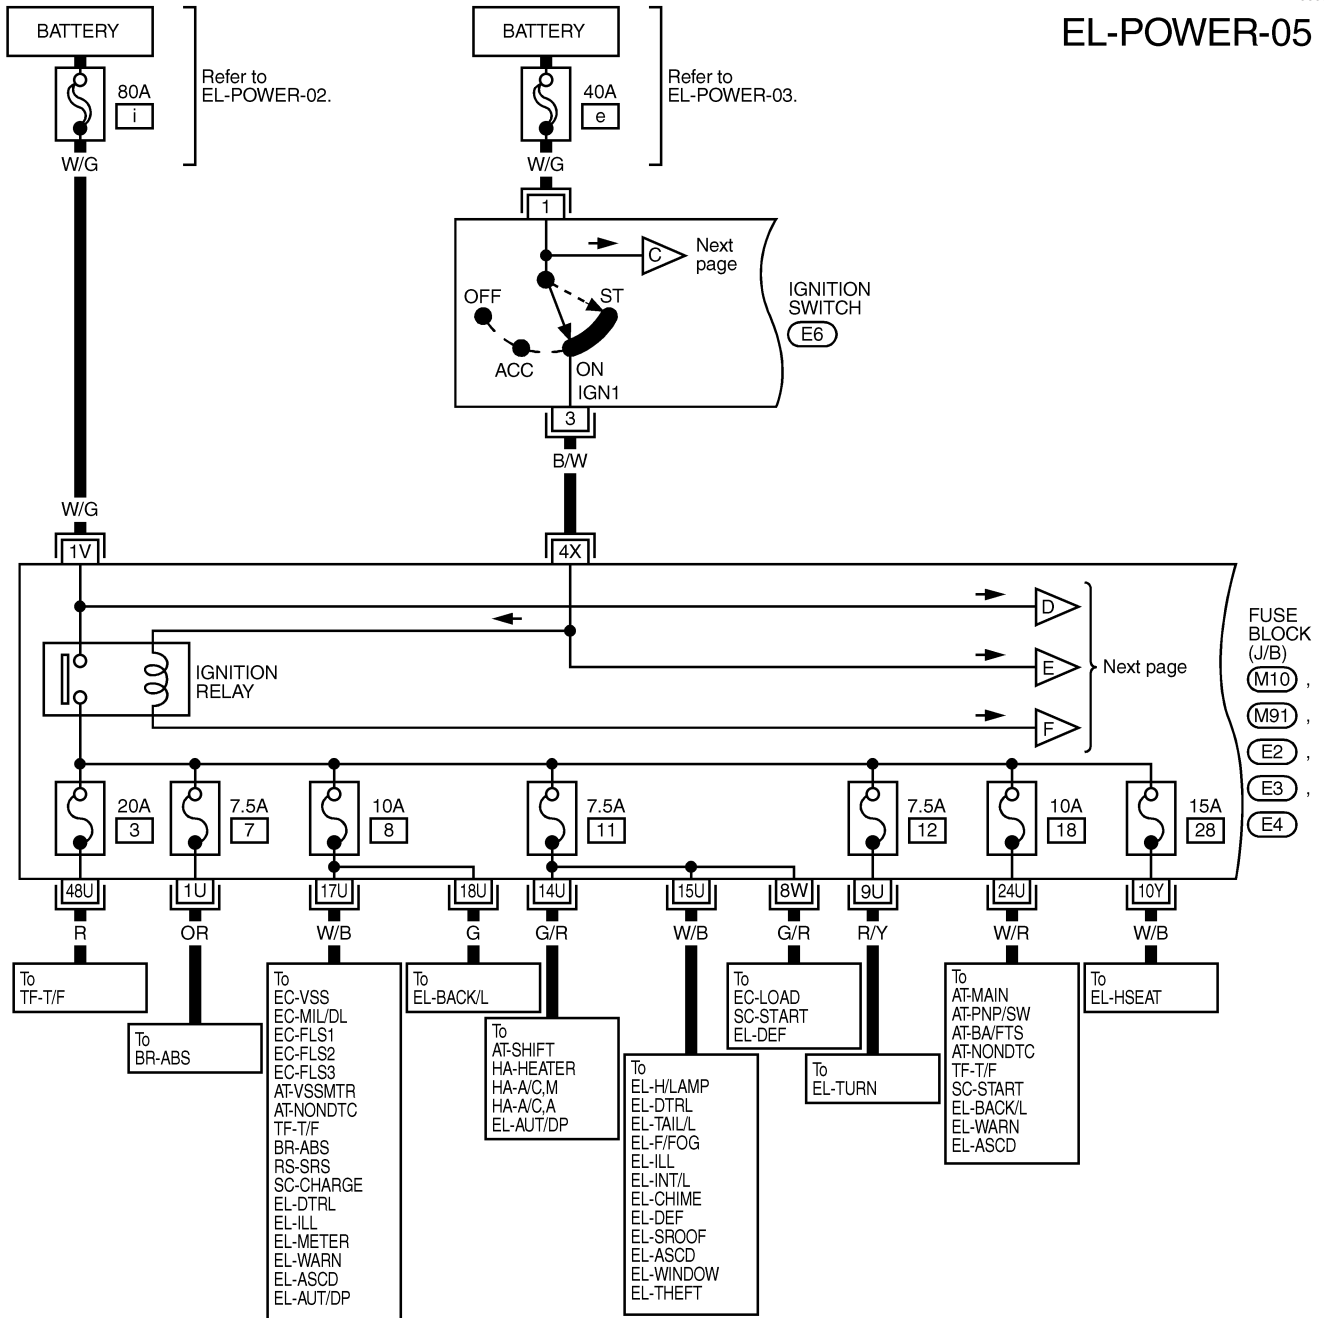 EL-POWER-05
BATTERY
80A
i
Refer to
EL-POWER-02.
W/G
BATTERY
40A
e
Refer to
EL-POWER-03.
W/G
1
C
Next
page
OFF
ST
ACC
ON
IGN1
IGNITION
SWITCH
E6
3
B/W
W/G
1V
4X
D
E
F
Next page
IGNITION
RELAY
FUSE
BLOCK
(J/B)
M10 ,
M91 ,
E2 ,
E3 ,
E4
20A
3
7.5A
7
10A
8
7.5A
11
7.5A
12
10A
18
15A
28
48U
1U
17U
18U
14U
15U
8W
9U
24U
10Y
R
OR
W/B
G
G/R
W/B
G/R
R/Y
W/R
W/B
To
TF-T/F
To
BR-ABS
To
EC-VSS
EC-MIL/DL
EC-FLS1
EC-FLS2
EC-FLS3
AT-VSSMTR
AT-NONDTC
TF-T/F
BR-ABS
RS-SRS
SC-CHARGE
EL-DTRL
EL-ILL
EL-METER
EL-WARN
EL-ASCD
EL-AUT/DP
To
EL-BACK/L
To
AT-SHIFT
HA-HEATER
HA-A/C,M
HA-A/C,A
EL-AUT/DP
To
EL-H/LAMP
EL-DTRL
EL-TAIL/L
EL-F/FOG
EL-ILL
EL-INT/L
EL-CHIME
EL-DEF
EL-SROOF
EL-ASCD
EL-WINDOW
EL-THEFT
To
EC-LOAD
SC-START
EL-DEF
To
EL-TURN
To
AT-MAIN
AT-PNP/SW
AT-BA/FTS
AT-NONDTC
TF-T/F
SC-START
EL-BACK/L
EL-WARN
EL-ASCD
To
EL-HSEAT